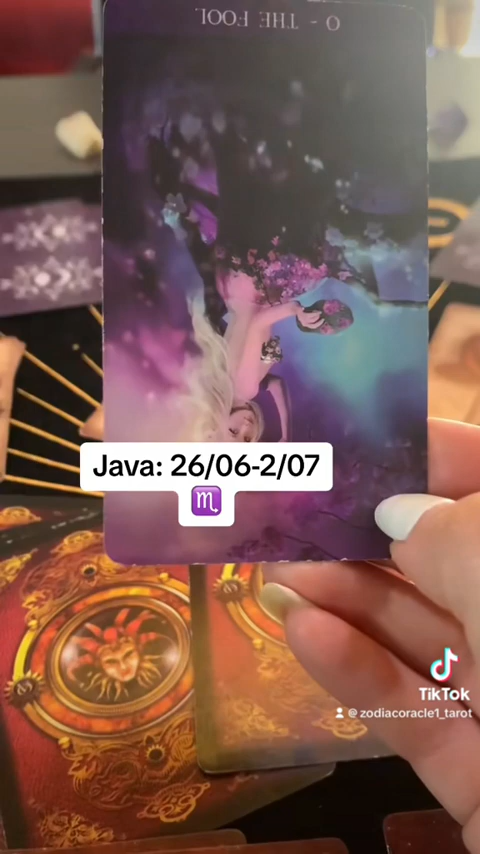 0 - THE FOOL
Java: 26/06-2/07
♏
TikTok
@zodiacoracle1_tarot